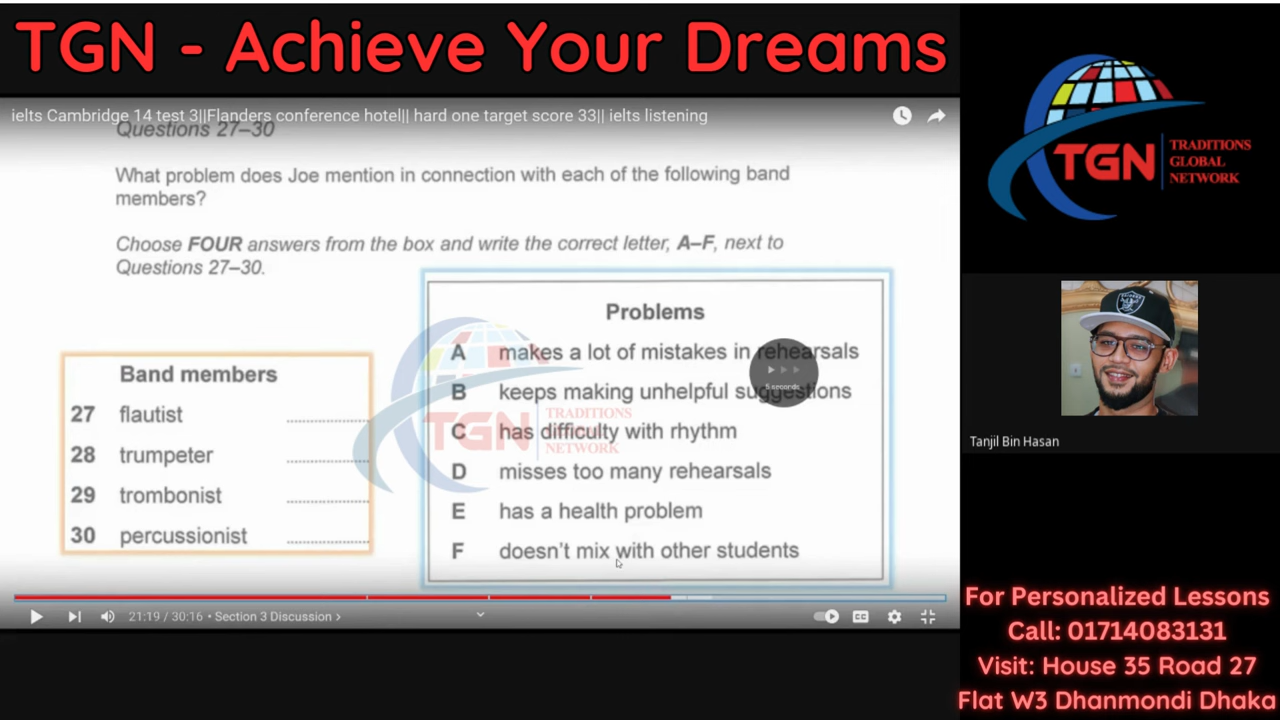 TGN - Achieve Your Dreams
ielts Cambridge 14 test 3||Flanders conference hotel|| hard one target score 33|| ielts listening
Questions 27–30
What problem does Joe mention in connection with each of the following band
members?
Choose FOUR answers from the box and write the correct letter, A–F, next to
Questions 27–30.
Band members
27 flautist ....................
28 trumpeter ....................
29 trombonist ....................
30 percussionist ....................
Problems
A makes a lot of mistakes in rehearsals
B keeps making unhelpful suggestions
C has difficulty with rhythm
D misses too many rehearsals
E has a health problem
F doesn't mix with other students
5 seconds
TGN
TRADITIONS
NETWORK
21:19 / 30:16 • Section 3 Discussion >
CC
TGN
TRADITIONS
GLOBAL
NETWORK
Tanjil Bin Hasan
For Personalized Lessons
Call: 01714083131
Visit: House 35 Road 27
Flat W3 Dhanmondi Dhaka